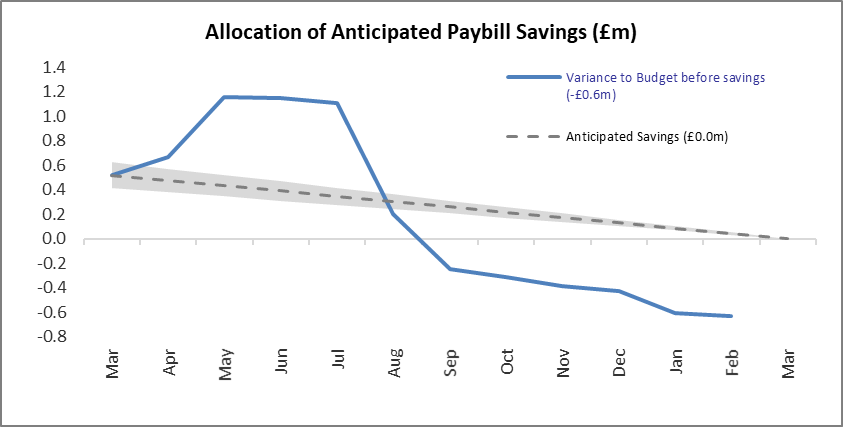 Allocation of Anticipated Paybill Savings (£m)
1.4
1.2
1.0
0.8
0.6
0.4
0.2
0.0
-0.2
-0.4
-0.6
-0.8
Variance to Budget before savings
(-£0.6m)
Anticipated Savings (£0.0m)
Mar
Apr
May
Jun
Jul
Aug
Sep
Oct
Nov
Dec
Jan
Feb
Mar